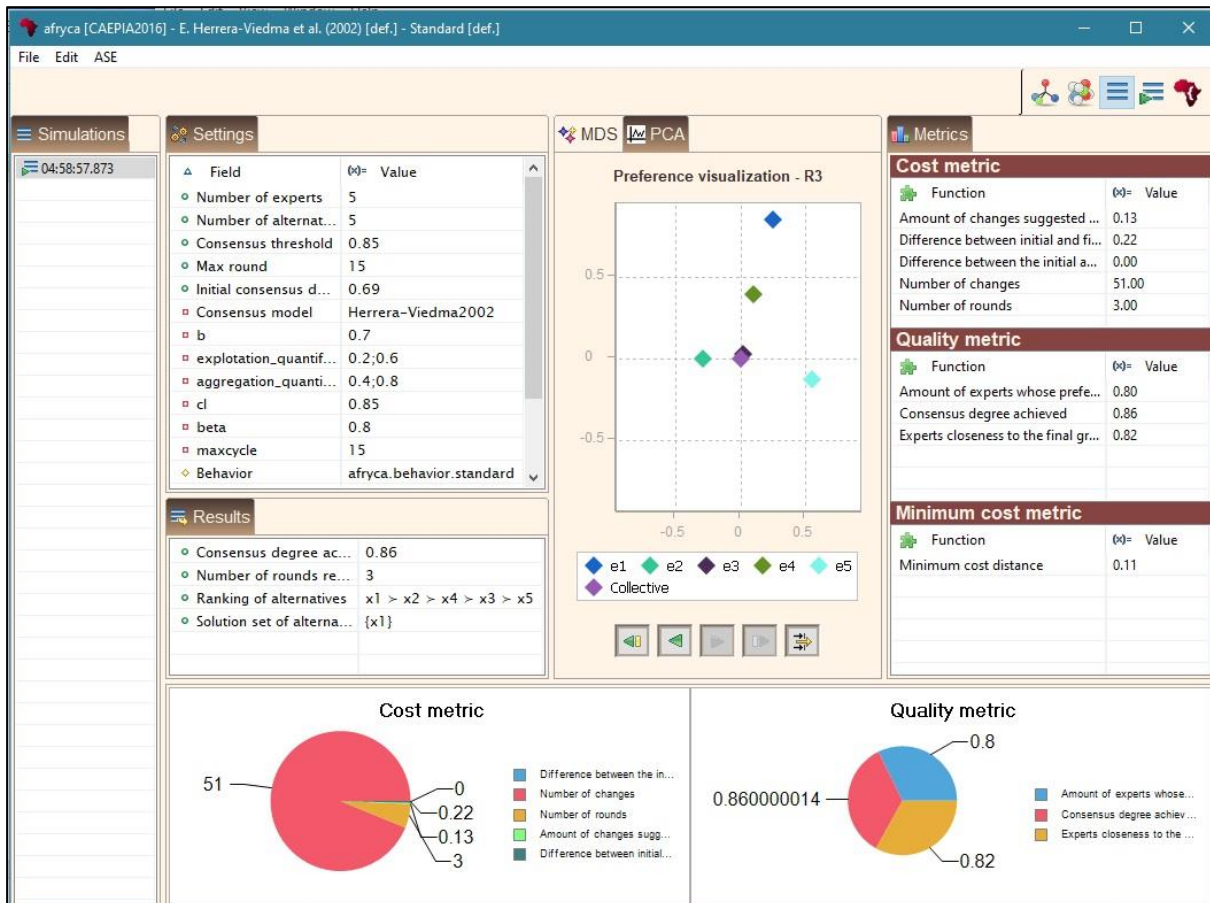 afryca [CAEPIA2016] - E. Herrera-Viedma et al. (2002) [def.] - Standard [def.]
File Edit ASE
Simulations
04:58:57.873
Settings
Field (x)= Value
Number of experts 5
Number of alternat... 5
Consensus threshold 0.85
Max round 15
Initial consensus d... 0.69
Consensus model Herrera-Viedma2002
b 0.7
explotation_quantif... 0.2;0.6
aggregation_quanti... 0.4;0.8
cl 0.85
beta 0.8
maxcycle 15
Behavior afryca.behavior.standard
Results
Consensus degree ac... 0.86
Number of rounds re... 3
Ranking of alternatives x1 > x2 > x4 > x3 > x5
Solution set of alterna... {x1}
MDS PCA
Preference visualization - R3
0.5
0
-0.5
-0.5 0 0.5
e1 e2 e3 e4 e5
Collective
Metrics
Cost metric
Function (x)= Value
Amount of changes suggested ... 0.13
Difference between initial and fi... 0.22
Difference between the initial a... 0.00
Number of changes 51.00
Number of rounds 3.00
Quality metric
Function (x)= Value
Amount of experts whose prefe... 0.80
Consensus degree achieved 0.86
Experts closeness to the final gr... 0.82
Minimum cost metric
Function (x)= Value
Minimum cost distance 0.11
Cost metric
51
0
0.22
0.13
3
Difference between the in...
Number of changes
Number of rounds
Amount of changes sugg...
Difference between initial...
Quality metric
0.8
0.860000014
0.82
Amount of experts whose...
Consensus degree achiev...
Experts closeness to the ...